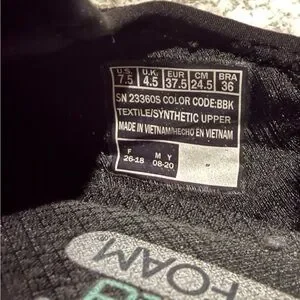 U.S. U.K. EUR CM BRA
7.5 4.5 37.5 24.5 36
SN 23360S COLOR CODE:BBK
TEXTILE/SYNTHETIC UPPER
MADE IN VIETNAM/HECHO EN VIETNAM
F M Y
26-18 08-20
FOAM